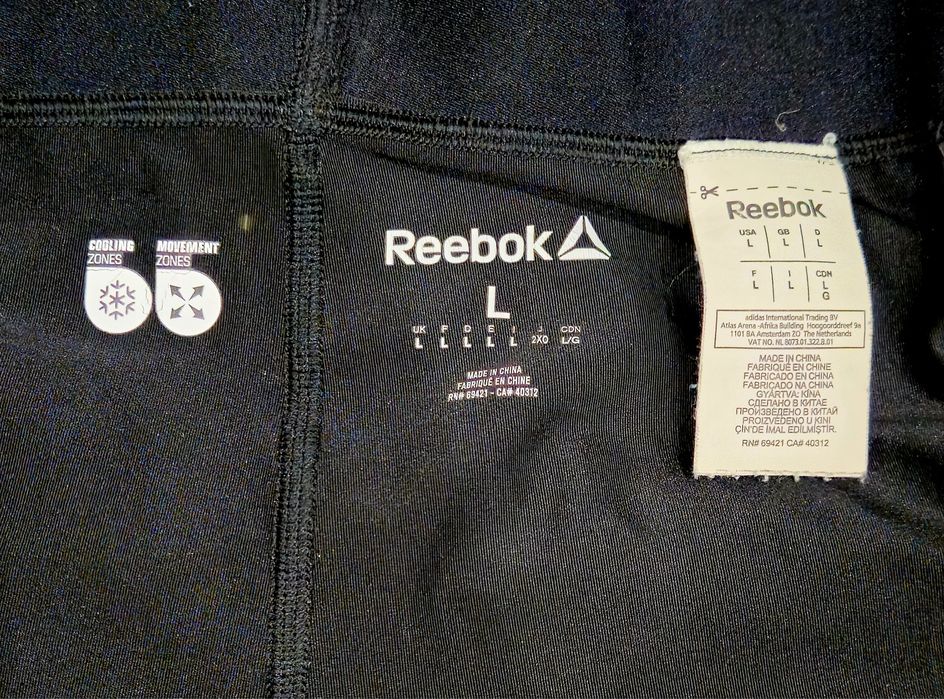 COOLING
ZONES
MOVEMENT
ZONES
Reebok
L
UK F D E I J CDN
L L L L L 2XO L/G
MADE IN CHINA
FABRIQUÉ EN CHINE
RN# 69421 - CA# 40312
Reebok
USA GB D
L L L
F I CDN
L L L
G
adidas International Trading BV
Atlas Arena -Afrika Building Hoogoorddreef 9a
1101 BA Amsterdam ZO The Netherlands
VAT NO. NL 8073.01.322.B.01
MADE IN CHINA
FABRIQUÉ EN CHINE
FABRICADO EN CHINA
FABRICADO NA CHINA
GYÁRTVA: KÍNA
СДЕЛАНО В КИТАЕ
ПРОИЗВЕДЕНО В КИТАЙ
PROIZVEDENO U KINI
ÇİN'DE İMAL EDİLMİŞTİR.
RN# 69421 CA# 40312